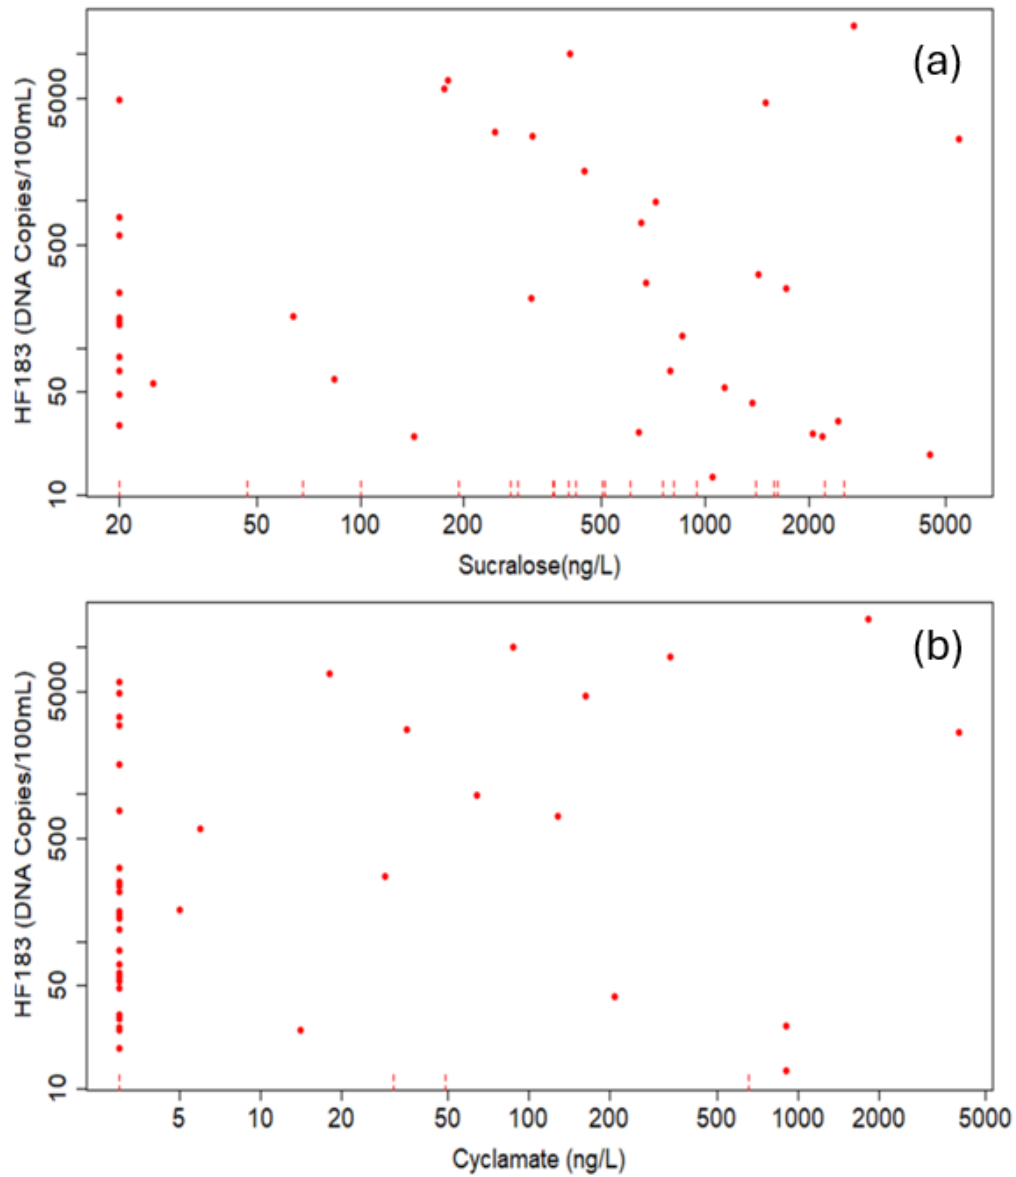 (a)
HF183 (DNA Copies/100mL)
5000
500
50
10
20 50 100 200 500 1000 2000 5000
Sucralose(ng/L)
(b)
HF183 (DNA Copies/100mL)
5000
500
50
10
5 10 20 50 100 200 500 1000 2000 5000
Cyclamate (ng/L)